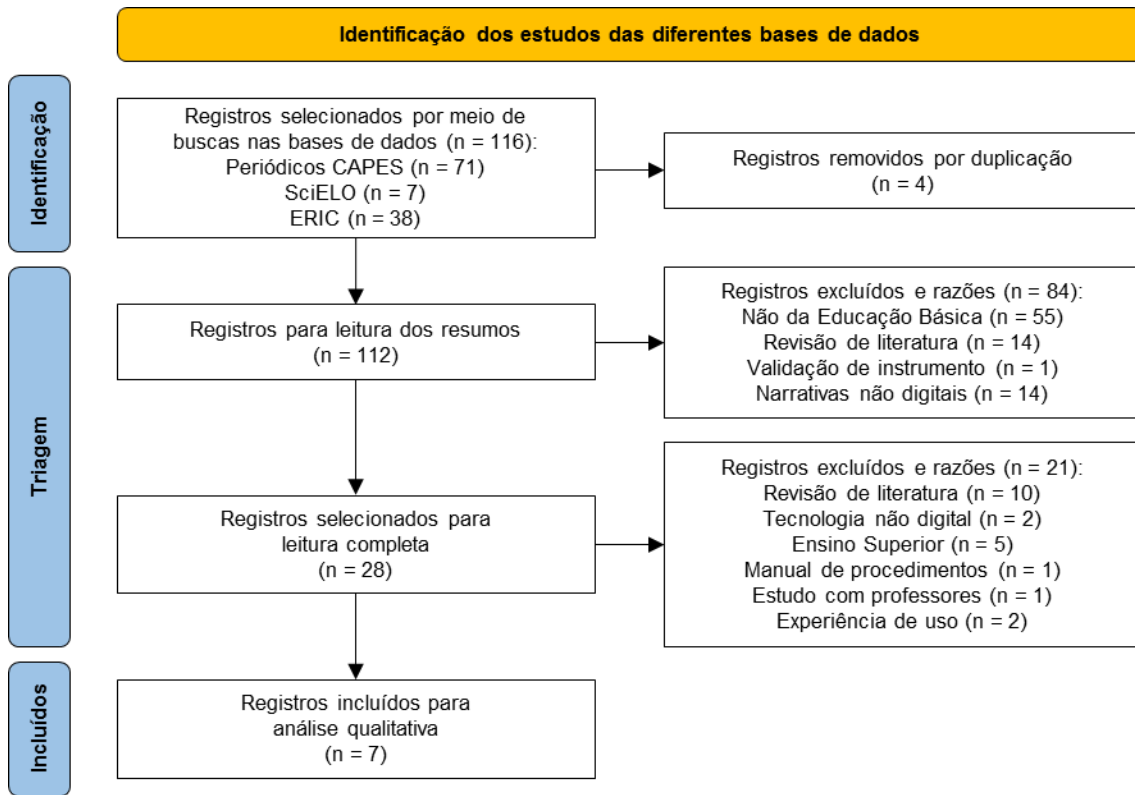 Identificação dos estudos das diferentes bases de dados
Identificação
Registros selecionados por meio de
buscas nas bases de dados (n = 116):
Periódicos CAPES (n = 71)
SciELO (n = 7)
ERIC (n = 38)
Registros removidos por duplicação
(n = 4)
Triagem
Registros para leitura dos resumos
(n = 112)
Registros excluídos e razões (n = 84):
Não da Educação Básica (n = 55)
Revisão de literatura (n = 14)
Validação de instrumento (n = 1)
Narrativas não digitais (n = 14)
Registros selecionados para
leitura completa
(n = 28)
Registros excluídos e razões (n = 21):
Revisão de literatura (n = 10)
Tecnologia não digital (n = 2)
Ensino Superior (n = 5)
Manual de procedimentos (n = 1)
Estudo com professores (n = 1)
Experiência de uso (n = 2)
Incluídos
Registros incluídos para
análise qualitativa
(n = 7)